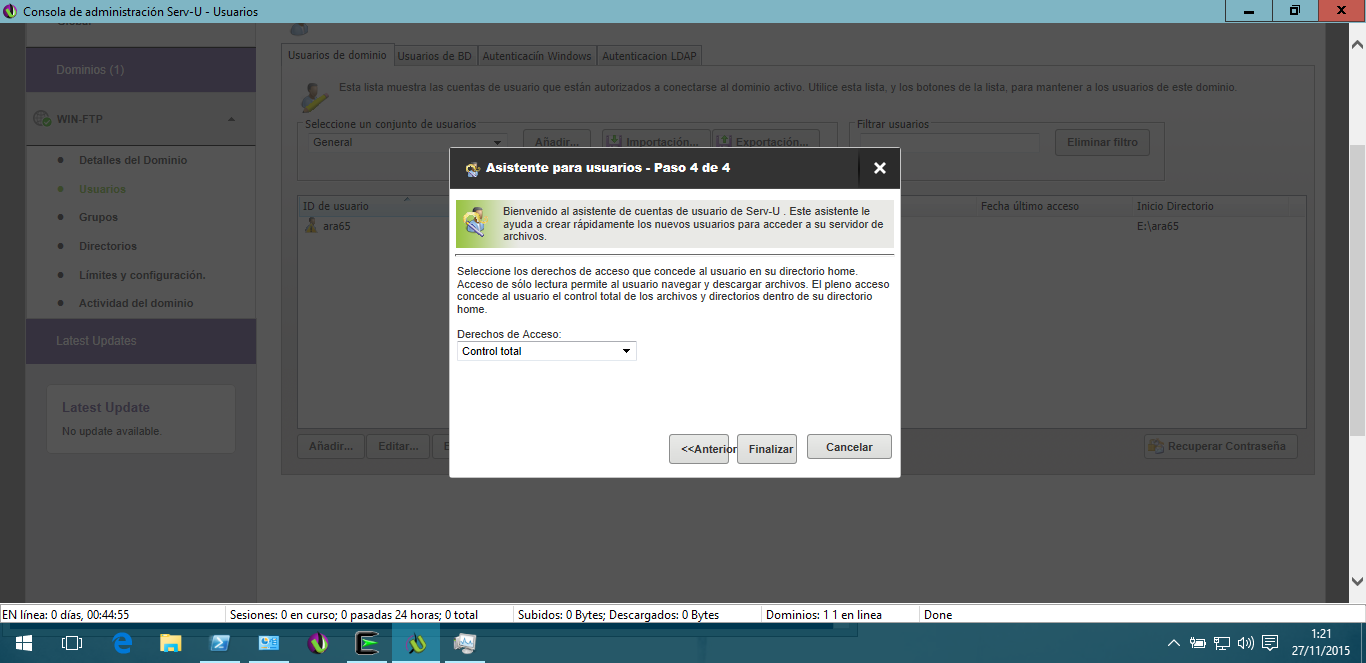 Consola de administración Serv-U - Usuarios
Global
Dominios (1)
WIN-FTP
Detalles del Dominio
Usuarios
Grupos
Directorios
Límites y configuración.
Actividad del dominio
Latest Updates
Latest Update
No update available.
Usuarios de dominio
Usuarios de BD
Autenticaciín Windows
Autenticacion LDAP
Esta lista muestra las cuentas de usuario que están autorizados a conectarse al dominio activo. Utilice esta lista, y los botones de la lista, para mantener a los usuarios de este dominio.
Seleccione un conjunto de usuarios
General
Añadir...
Importación...
Exportación...
Filtrar usuarios
Eliminar filtro
ID de usuario
Fecha último acceso
Inicio Directorio
ara65
E:\ara65
Asistente para usuarios - Paso 4 de 4
Bienvenido al asistente de cuentas de usuario de Serv-U . Este asistente le
ayuda a crear rápidamente los nuevos usuarios para acceder a su servidor de
archivos.
Seleccione los derechos de acceso que concede al usuario en su directorio home.
Acceso de sólo lectura permite al usuario navegar y descargar archivos. El pleno acceso
concede al usuario el control total de los archivos y directorios dentro de su directorio
home.
Derechos de Acceso:
Control total
<<Anterior
Finalizar
Cancelar
Añadir...
Editar...
Recuperar Contraseña
EN línea: 0 días, 00:44:55
Sesiones: 0 en curso; 0 pasadas 24 horas; 0 total
Subidos: 0 Bytes; Descargados: 0 Bytes
Dominios: 1 1 en linea
Done
1:21
27/11/2015